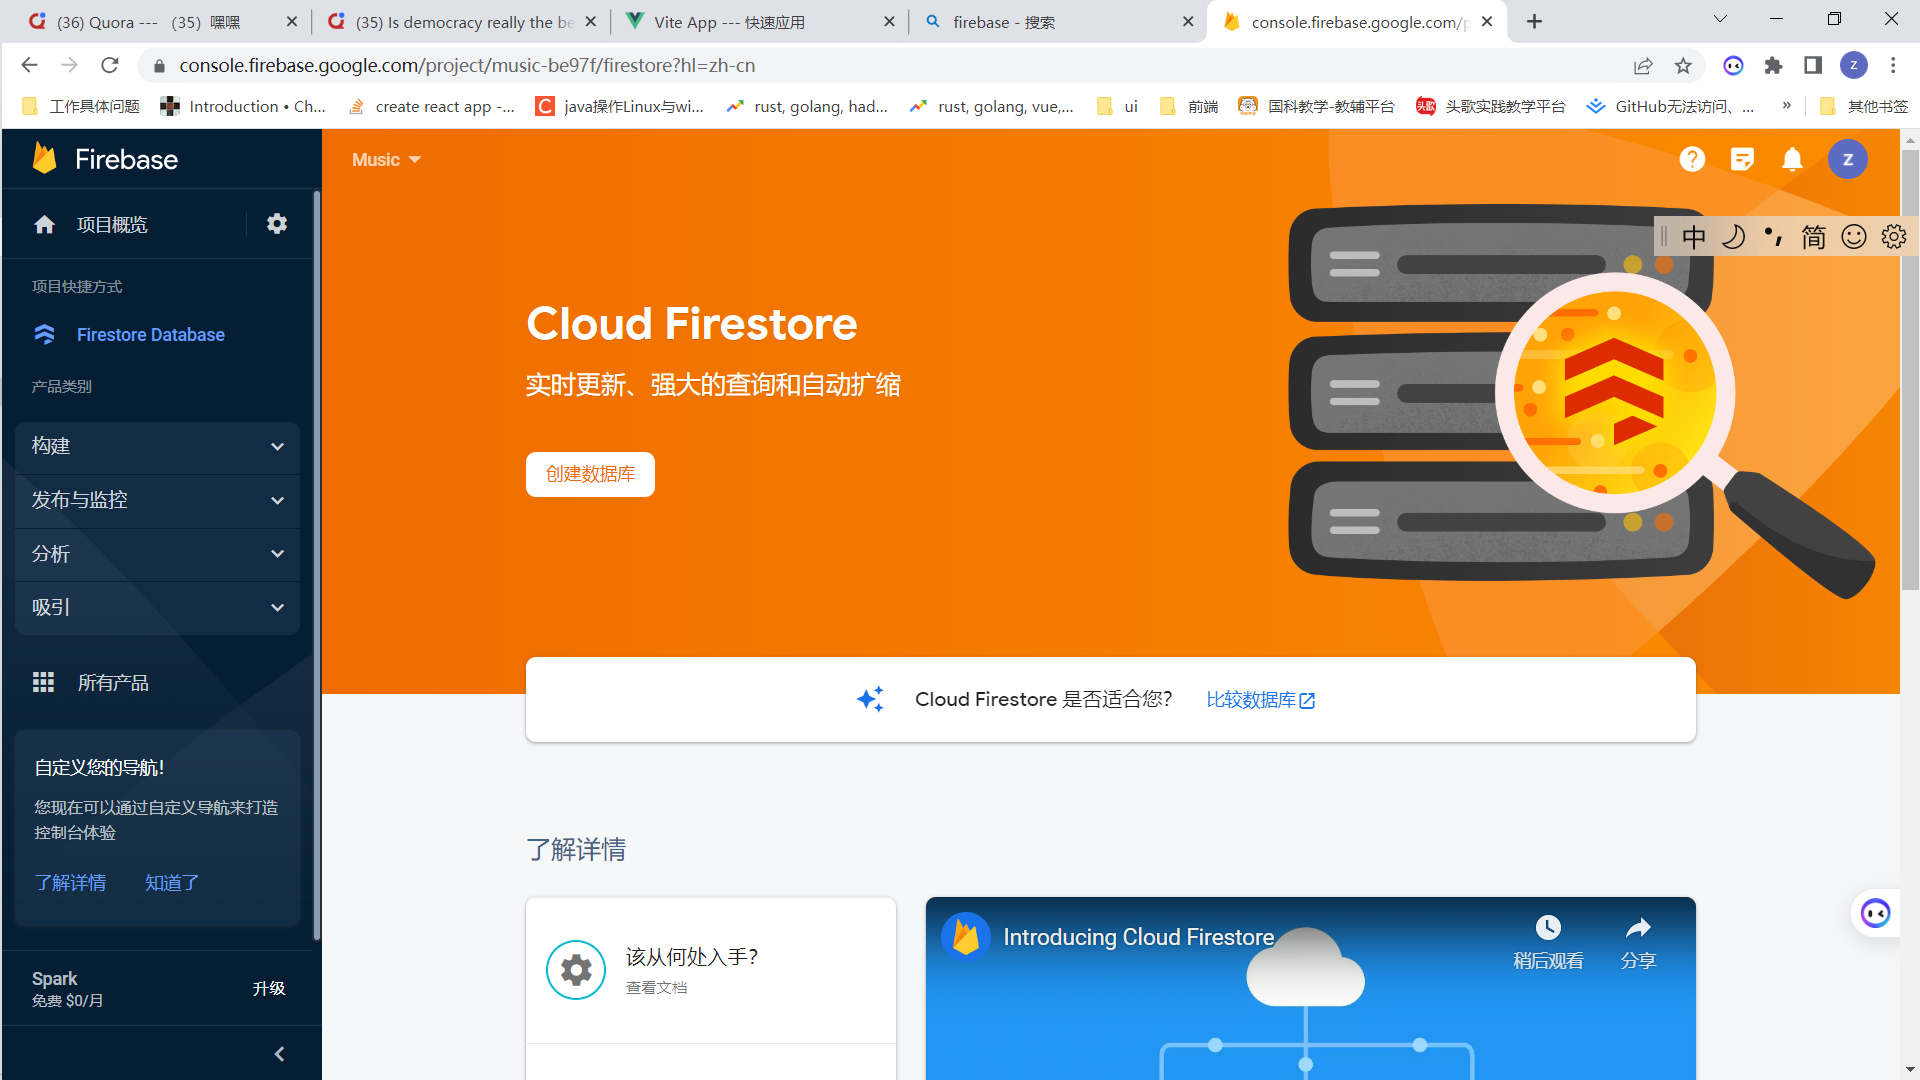 (36) Quora --- （35）嘿嘿
(35) Is democracy really the be
Vite App --- 快速应用
firebase - 搜索
console.firebase.google.com/p
console.firebase.google.com/project/music-be97f/firestore?hl=zh-cn
Z
工作具体问题
Introduction • Ch...
create react app -...
java操作Linux与wi...
rust, golang, had...
rust, golang, vue,...
ui
前端
国科教学-教辅平台
头歌
头歌实践教学平台
GitHub无法访问、...
»
其他书签
Firebase
Music
z
项目概览
中
简
项目快捷方式
Firestore Database
产品类别
构建
发布与监控
分析
吸引
所有产品
Cloud Firestore
实时更新、强大的查询和自动扩缩
创建数据库
Cloud Firestore 是否适合您？
比较数据库
自定义您的导航！
您现在可以通过自定义导航来打造
控制台体验
了解详情
知道了
Spark
免费 $0/月
升级
了解详情
该从何处入手？
查看文档
Introducing Cloud Firestore
稍后观看
分享